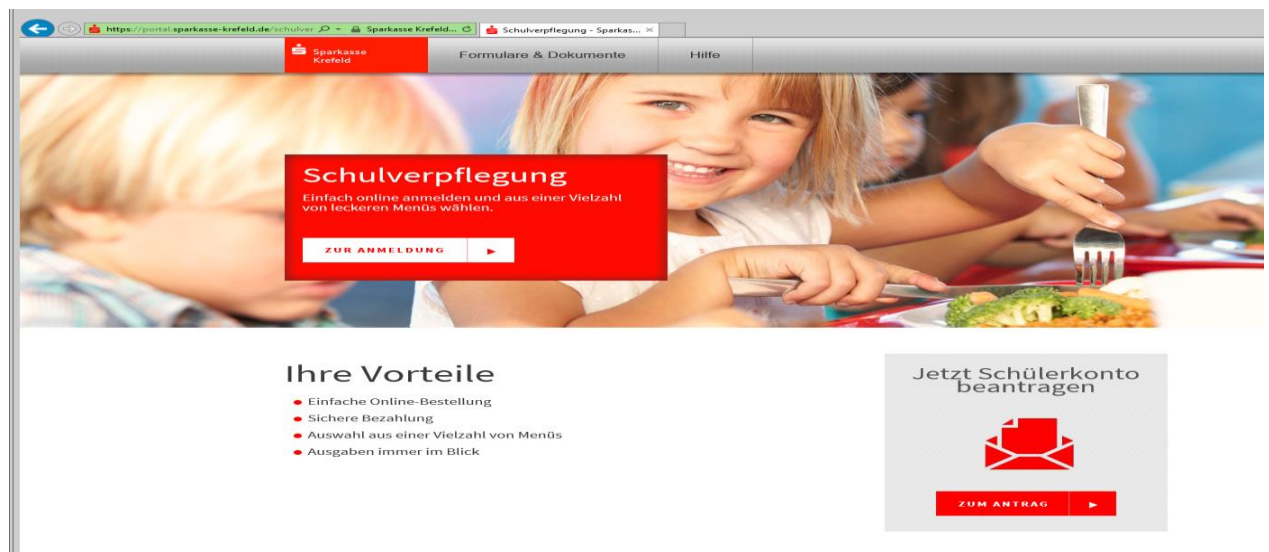 https://portal.sparkasse-krefeld.de/schulver
Sparkasse Krefeld...
Schulverpflegung - Sparkas...
Sparkasse
Krefeld
Formulare & Dokumente
Hilfe
Schulverpflegung
Einfach online anmelden und aus einer Vielzahl
von leckeren Menüs wählen.
ZUR ANMELDUNG
Ihre Vorteile
Einfache Online-Bestellung
Sichere Bezahlung
Auswahl aus einer Vielzahl von Menüs
Ausgaben immer im Blick
Jetzt Schülerkonto
beantragen
ZUM ANTRAG